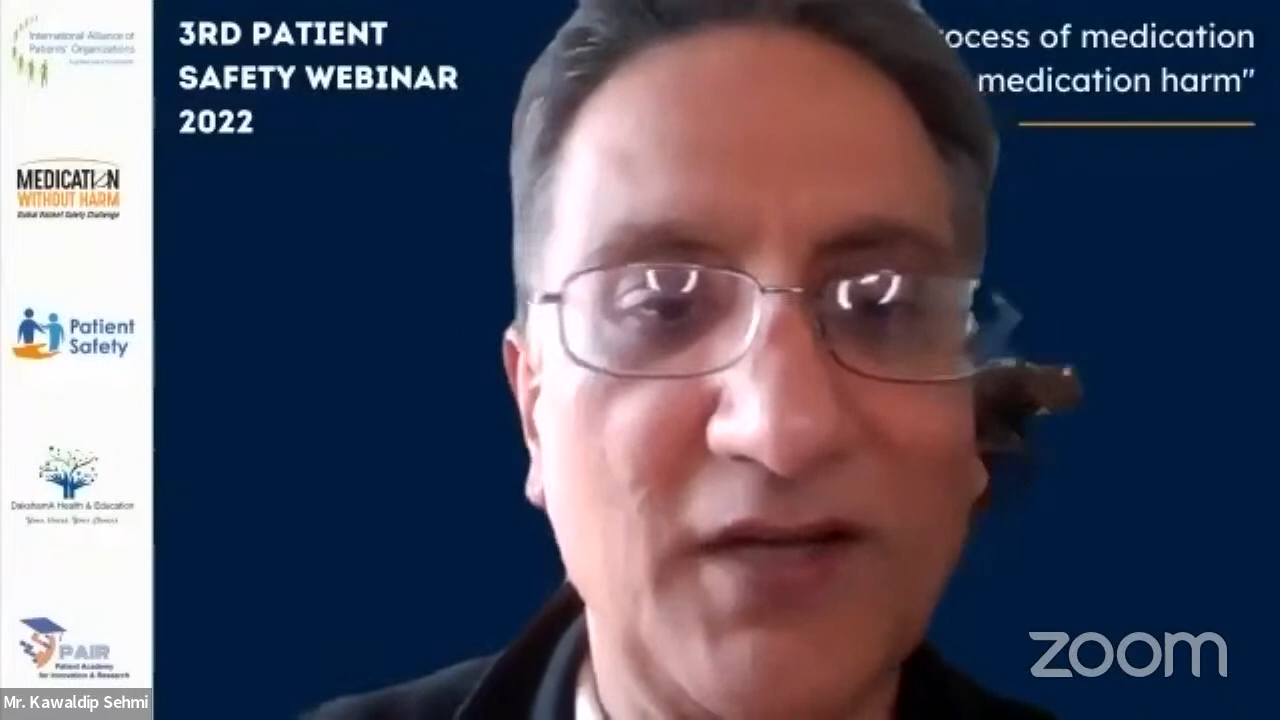 International Alliance of
Patients' Organizations
3RD PATIENT
SAFETY WEBINAR
2022
ocess of medication
medication harm"
MEDICATION
WITHOUT HARM
Global Patient Safety Challenge
Patient
Safety
DakshamA Health & Education
PAIR
Patient Academy
for Innovation & Research
zoom
Mr. Kawaldip Sehmi